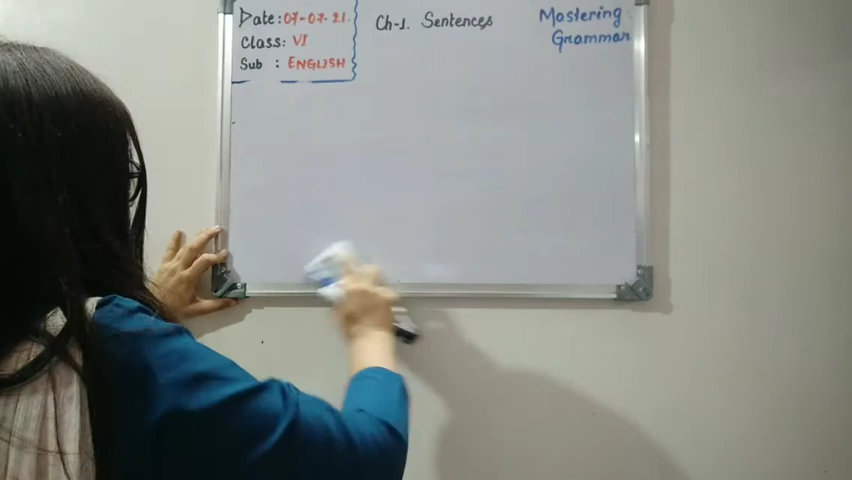 Date: 07-07-21.
Class: VI
Sub : ENGLISH
Ch-1. Sentences
Mastering
Grammar